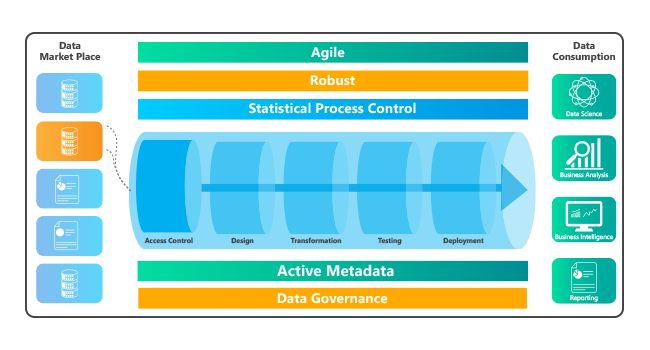 Data
Market Place
Agile
Robust
Statistical Process Control
Access Control
Design
Transformation
Testing
Deployment
Active Metadata
Data Governance
Data
Consumption
Data Science
Business Analysis
Business Intelligence
Reporting